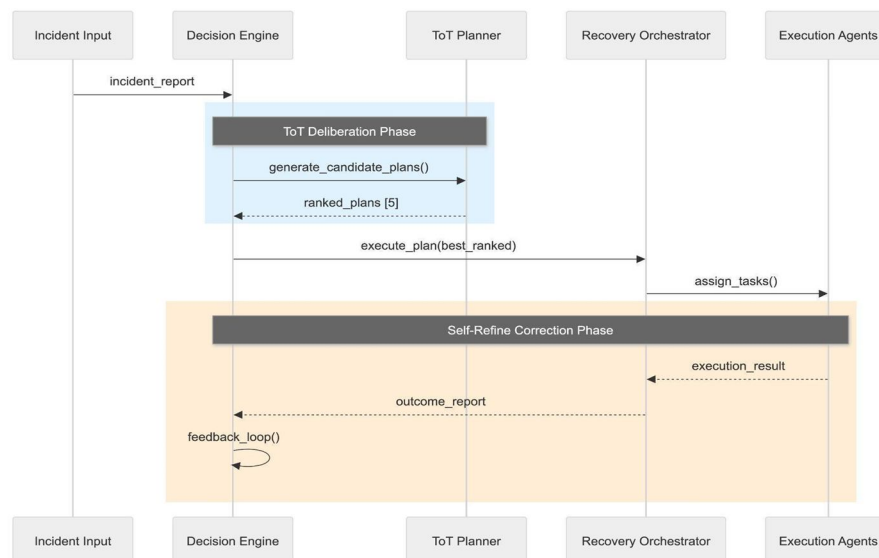 Incident Input
Decision Engine
ToT Planner
Recovery Orchestrator
Execution Agents
incident_report
ToT Deliberation Phase
generate_candidate_plans()
ranked_plans [5]
execute_plan(best_ranked)
assign_tasks()
Self-Refine Correction Phase
execution_result
outcome_report
feedback_loop()
Incident Input
Decision Engine
ToT Planner
Recovery Orchestrator
Execution Agents